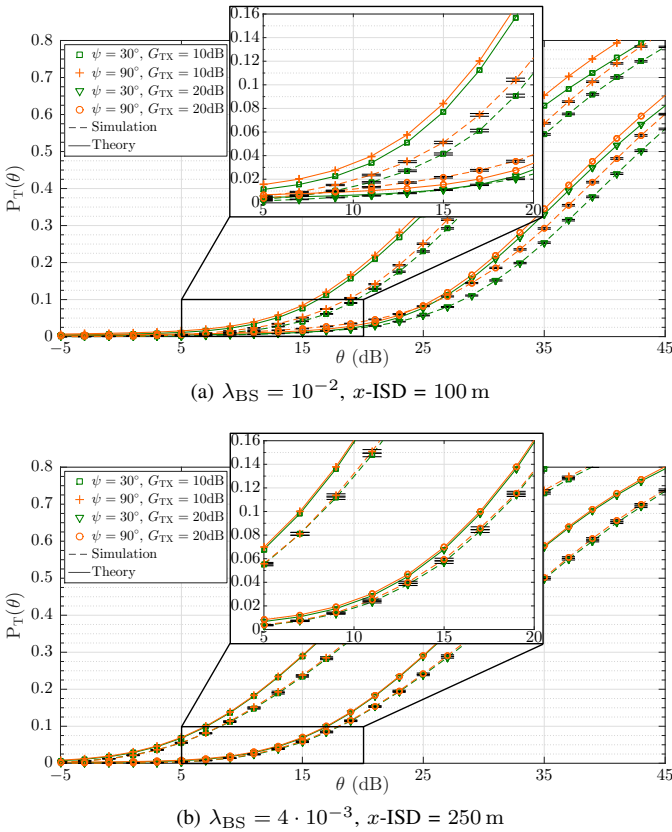 0.8
0.7
0.6
0.5
0.4
0.3
0.2
0.1
0
P_T(θ)
ψ = 30°, G_TX = 10dB
ψ = 90°, G_TX = 10dB
ψ = 30°, G_TX = 20dB
ψ = 90°, G_TX = 20dB
Simulation
Theory
0.16
0.14
0.12
0.1
0.08
0.06
0.04
0.02
0
5 10 15 20
-5 5 15 25 35 45
θ (dB)
(a) λ_BS = 10^−2, x-ISD = 100 m
0.8
0.7
0.6
0.5
0.4
0.3
0.2
0.1
0
P_T(θ)
ψ = 30°, G_TX = 10dB
ψ = 90°, G_TX = 10dB
ψ = 30°, G_TX = 20dB
ψ = 90°, G_TX = 20dB
Simulation
Theory
0.16
0.14
0.12
0.1
0.08
0.06
0.04
0.02
0
5 10 15 20
-5 5 15 25 35 45
θ (dB)
(b) λ_BS = 4 · 10^−3, x-ISD = 250 m